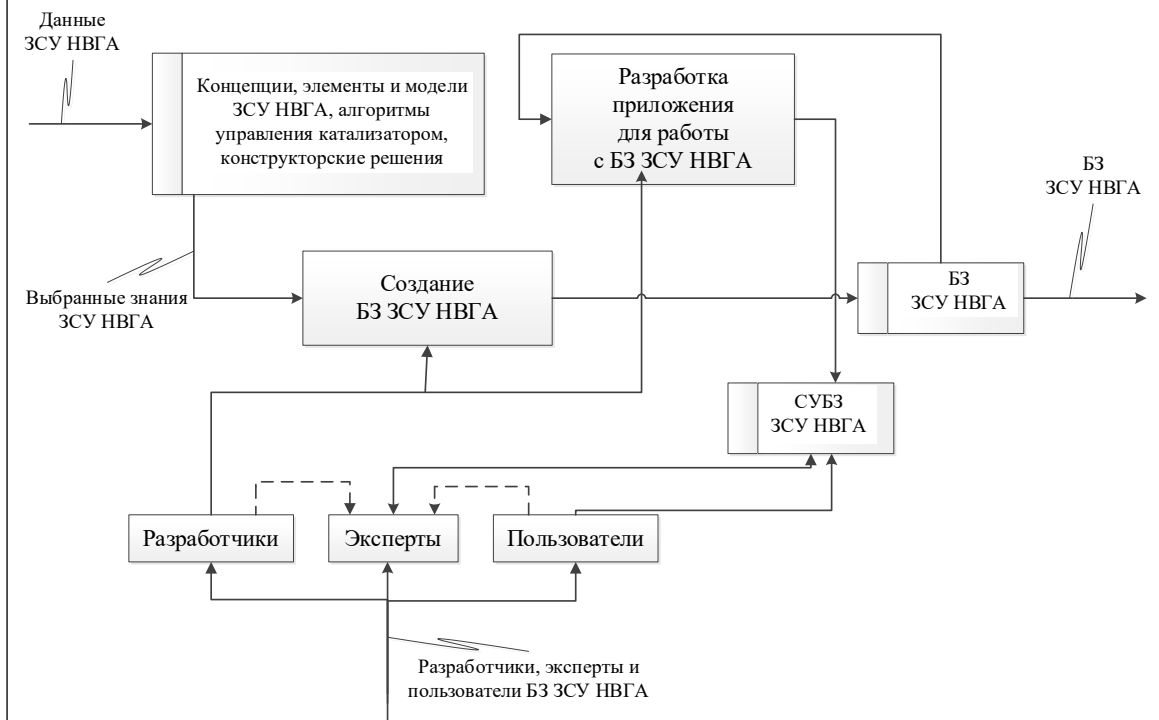 Данные
ЗСУ НВГА
Концепции, элементы и модели
ЗСУ НВГА, алгоритмы
управления катализатором,
конструкторские решения
Разработка
приложения
для работы
с БЗ ЗСУ НВГА
БЗ
ЗСУ НВГА
Выбранные знания
ЗСУ НВГА
Создание
БЗ ЗСУ НВГА
БЗ
ЗСУ НВГА
СУБЗ
ЗСУ НВГА
Разработчики
Эксперты
Пользователи
Разработчики, эксперты и
пользователи БЗ ЗСУ НВГА